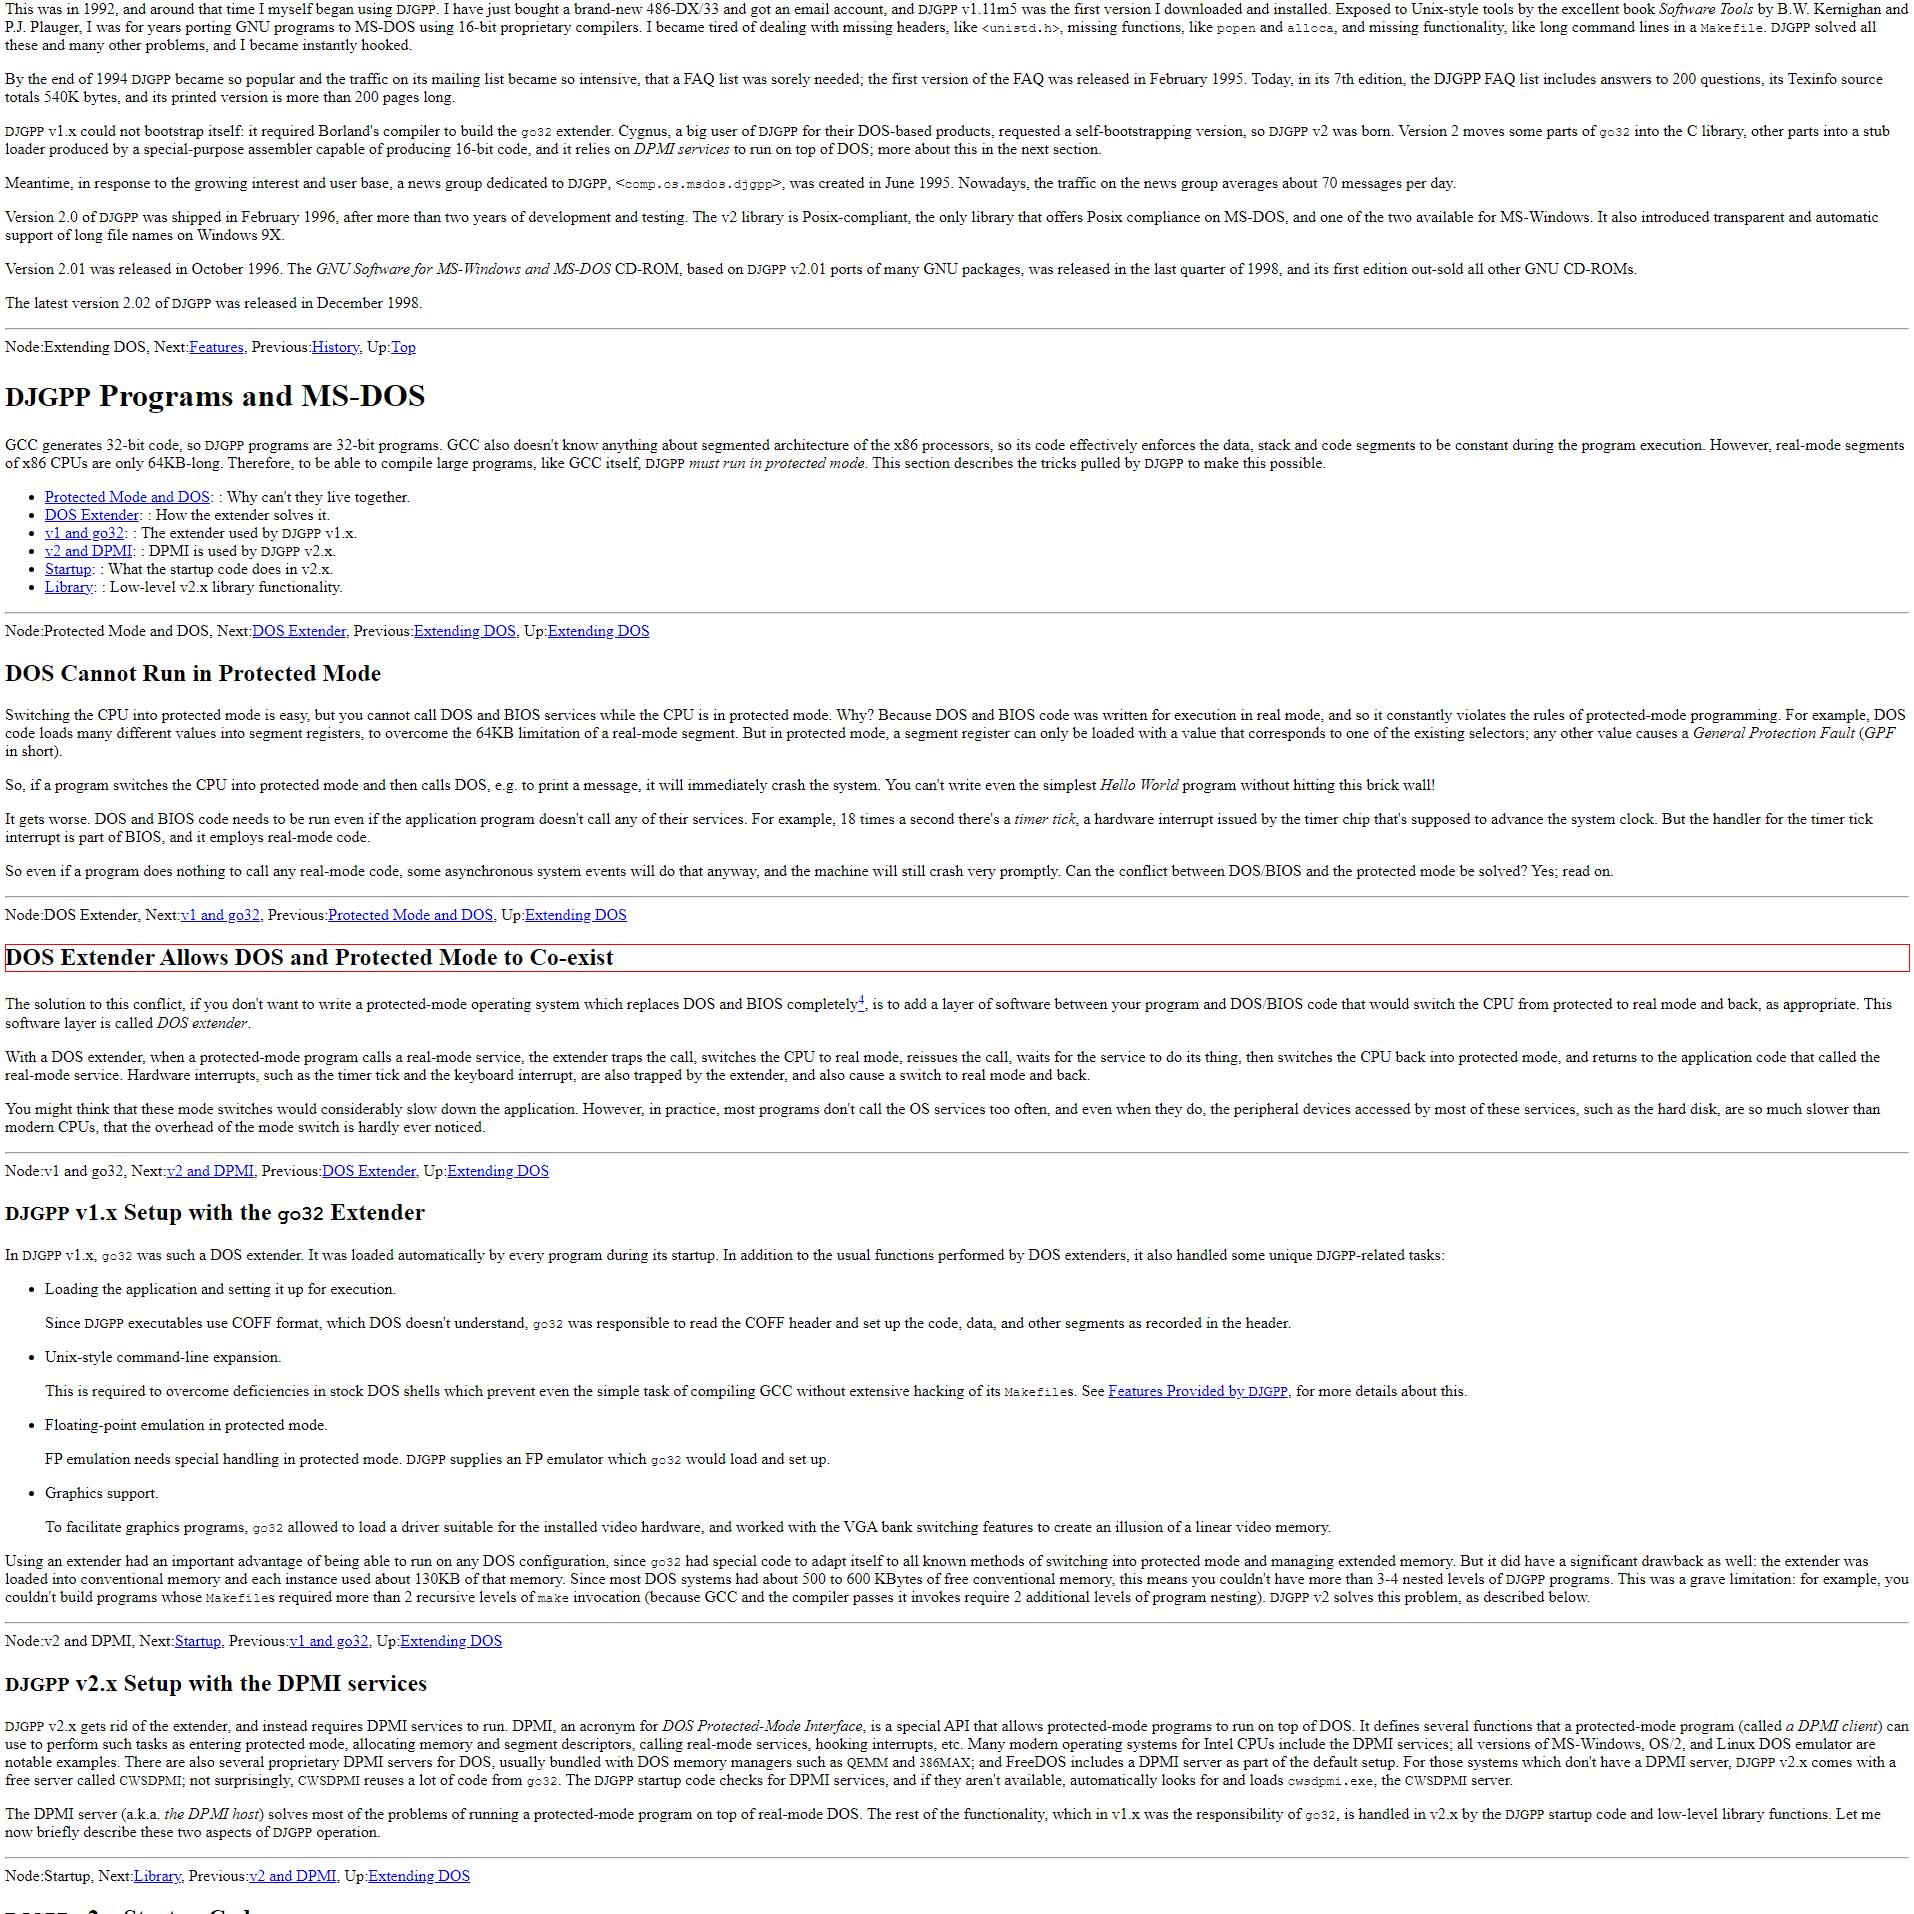 This was in 1992, and around that time I myself began using DJGPP. I have just bought a brand-new 486-DX/33 and got an email account, and DJGPP v1.11m5 was the first version I downloaded and installed. Exposed to Unix-style tools by the excellent book Software Tools by B.W. Kernighan and
P.J. Plauger, I was for years porting GNU programs to MS-DOS using 16-bit proprietary compilers. I became tired of dealing with missing headers, like <unistd.h>, missing functions, like popen and alloca, and missing functionality, like long command lines in a Makefile. DJGPP solved all
these and many other problems, and I became instantly hooked.
By the end of 1994 DJGPP became so popular and the traffic on its mailing list became so intensive, that a FAQ list was sorely needed; the first version of the FAQ was released in February 1995. Today, in its 7th edition, the DJGPP FAQ list includes answers to 200 questions, its Texinfo source
totals 540K bytes, and its printed version is more than 200 pages long.
DJGPP v1.x could not bootstrap itself: it required Borland's compiler to build the go32 extender. Cygnus, a big user of DJGPP for their DOS-based products, requested a self-bootstrapping version, so DJGPP v2 was born. Version 2 moves some parts of go32 into the C library, other parts into a stub
loader produced by a special-purpose assembler capable of producing 16-bit code, and it relies on DPMI services to run on top of DOS; more about this in the next section.
Meantime, in response to the growing interest and user base, a news group dedicated to DJGPP, <comp.os.msdos.djgpp>, was created in June 1995. Nowadays, the traffic on the news group averages about 70 messages per day.
Version 2.0 of DJGPP was shipped in February 1996, after more than two years of development and testing. The v2 library is Posix-compliant, the only library that offers Posix compliance on MS-DOS, and one of the two available for MS-Windows. It also introduced transparent and automatic
support of long file names on Windows 9X.
Version 2.01 was released in October 1996. The GNU Software for MS-Windows and MS-DOS CD-ROM, based on DJGPP v2.01 ports of many GNU packages, was released in the last quarter of 1998, and its first edition out-sold all other GNU CD-ROMs.
The latest version 2.02 of DJGPP was released in December 1998.
Node:Extending DOS, Next:Features, Previous:History, Up:Top
DJGPP Programs and MS-DOS
GCC generates 32-bit code, so DJGPP programs are 32-bit programs. GCC also doesn't know anything about segmented architecture of the x86 processors, so its code effectively enforces the data, stack and code segments to be constant during the program execution. However, real-mode segments
of x86 CPUs are only 64KB-long. Therefore, to be able to compile large programs, like GCC itself, DJGPP must run in protected mode. This section describes the tricks pulled by DJGPP to make this possible.
• Protected Mode and DOS: : Why can't they live together.
• DOS Extender: : How the extender solves it.
• v1 and go32: : The extender used by DJGPP v1.x.
• v2 and DPMI: : DPMI is used by DJGPP v2.x.
• Startup: : What the startup code does in v2.x.
• Library: : Low-level v2.x library functionality.
Node:Protected Mode and DOS, Next:DOS Extender, Previous:Extending DOS, Up:Extending DOS
DOS Cannot Run in Protected Mode
Switching the CPU into protected mode is easy, but you cannot call DOS and BIOS services while the CPU is in protected mode. Why? Because DOS and BIOS code was written for execution in real mode, and so it constantly violates the rules of protected-mode programming. For example, DOS
code loads many different values into segment registers, to overcome the 64KB limitation of a real-mode segment. But in protected mode, a segment register can only be loaded with a value that corresponds to one of the existing selectors; any other value causes a General Protection Fault (GPF
in short).
So, if a program switches the CPU into protected mode and then calls DOS, e.g. to print a message, it will immediately crash the system. You can't write even the simplest Hello World program without hitting this brick wall!
It gets worse. DOS and BIOS code needs to be run even if the application program doesn't call any of their services. For example, 18 times a second there's a timer tick, a hardware interrupt issued by the timer chip that's supposed to advance the system clock. But the handler for the timer tick
interrupt is part of BIOS, and it employs real-mode code.
So even if a program does nothing to call any real-mode code, some asynchronous system events will do that anyway, and the machine will still crash very promptly. Can the conflict between DOS/BIOS and the protected mode be solved? Yes; read on.
Node:DOS Extender, Next:v1 and go32, Previous:Protected Mode and DOS, Up:Extending DOS
DOS Extender Allows DOS and Protected Mode to Co-exist
The solution to this conflict, if you don't want to write a protected-mode operating system which replaces DOS and BIOS completely4, is to add a layer of software between your program and DOS/BIOS code that would switch the CPU from protected to real mode and back, as appropriate. This
software layer is called DOS extender.
With a DOS extender, when a protected-mode program calls a real-mode service, the extender traps the call, switches the CPU to real mode, reissues the call, waits for the service to do its thing, then switches the CPU back into protected mode, and returns to the application code that called the
real-mode service. Hardware interrupts, such as the timer tick and the keyboard interrupt, are also trapped by the extender, and also cause a switch to real mode and back.
You might think that these mode switches would considerably slow down the application. However, in practice, most programs don't call the OS services too often, and even when they do, the peripheral devices accessed by most of these services, such as the hard disk, are so much slower than
modern CPUs, that the overhead of the mode switch is hardly ever noticed.
Node:v1 and go32, Next:v2 and DPMI, Previous:DOS Extender, Up:Extending DOS
DJGPP v1.x Setup with the go32 Extender
In DJGPP v1.x, go32 was such a DOS extender. It was loaded automatically by every program during its startup. In addition to the usual functions performed by DOS extenders, it also handled some unique DJGPP-related tasks:
• Loading the application and setting it up for execution.
Since DJGPP executables use COFF format, which DOS doesn't understand, go32 was responsible to read the COFF header and set up the code, data, and other segments as recorded in the header.
• Unix-style command-line expansion.
This is required to overcome deficiencies in stock DOS shells which prevent even the simple task of compiling GCC without extensive hacking of its Makefiles. See Features Provided by DJGPP, for more details about this.
• Floating-point emulation in protected mode.
FP emulation needs special handling in protected mode. DJGPP supplies an FP emulator which go32 would load and set up.
• Graphics support.
To facilitate graphics programs, go32 allowed to load a driver suitable for the installed video hardware, and worked with the VGA bank switching features to create an illusion of a linear video memory.
Using an extender had an important advantage of being able to run on any DOS configuration, since go32 had special code to adapt itself to all known methods of switching into protected mode and managing extended memory. But it did have a significant drawback as well: the extender was
loaded into conventional memory and each instance used about 130KB of that memory. Since most DOS systems had about 500 to 600 KBytes of free conventional memory, this means you couldn't have more than 3-4 nested levels of DJGPP programs. This was a grave limitation: for example, you
couldn't build programs whose Makefiles required more than 2 recursive levels of make invocation (because GCC and the compiler passes it invokes require 2 additional levels of program nesting). DJGPP v2 solves this problem, as described below.
Node:v2 and DPMI, Next:Startup, Previous:v1 and go32, Up:Extending DOS
DJGPP v2.x Setup with the DPMI services
DJGPP v2.x gets rid of the extender, and instead requires DPMI services to run. DPMI, an acronym for DOS Protected-Mode Interface, is a special API that allows protected-mode programs to run on top of DOS. It defines several functions that a protected-mode program (called a DPMI client) can
use to perform such tasks as entering protected mode, allocating memory and segment descriptors, calling real-mode services, hooking interrupts, etc. Many modern operating systems for Intel CPUs include the DPMI services; all versions of MS-Windows, OS/2, and Linux DOS emulator are
notable examples. There are also several proprietary DPMI servers for DOS, usually bundled with DOS memory managers such as QEMM and 386MAX; and FreeDOS includes a DPMI server as part of the default setup. For those systems which don't have a DPMI server, DJGPP v2.x comes with a
free server called CWSDPMI; not surprisingly, CWSDPMI reuses a lot of code from go32. The DJGPP startup code checks for DPMI services, and if they aren't available, automatically looks for and loads cwsdpmi.exe, the CWSDPMI server.
The DPMI server (a.k.a. the DPMI host) solves most of the problems of running a protected-mode program on top of real-mode DOS. The rest of the functionality, which in v1.x was the responsibility of go32, is handled in v2.x by the DJGPP startup code and low-level library functions. Let me
now briefly describe these two aspects of DJGPP operation.
Node:Startup, Next:Library, Previous:v2 and DPMI, Up:Extending DOS